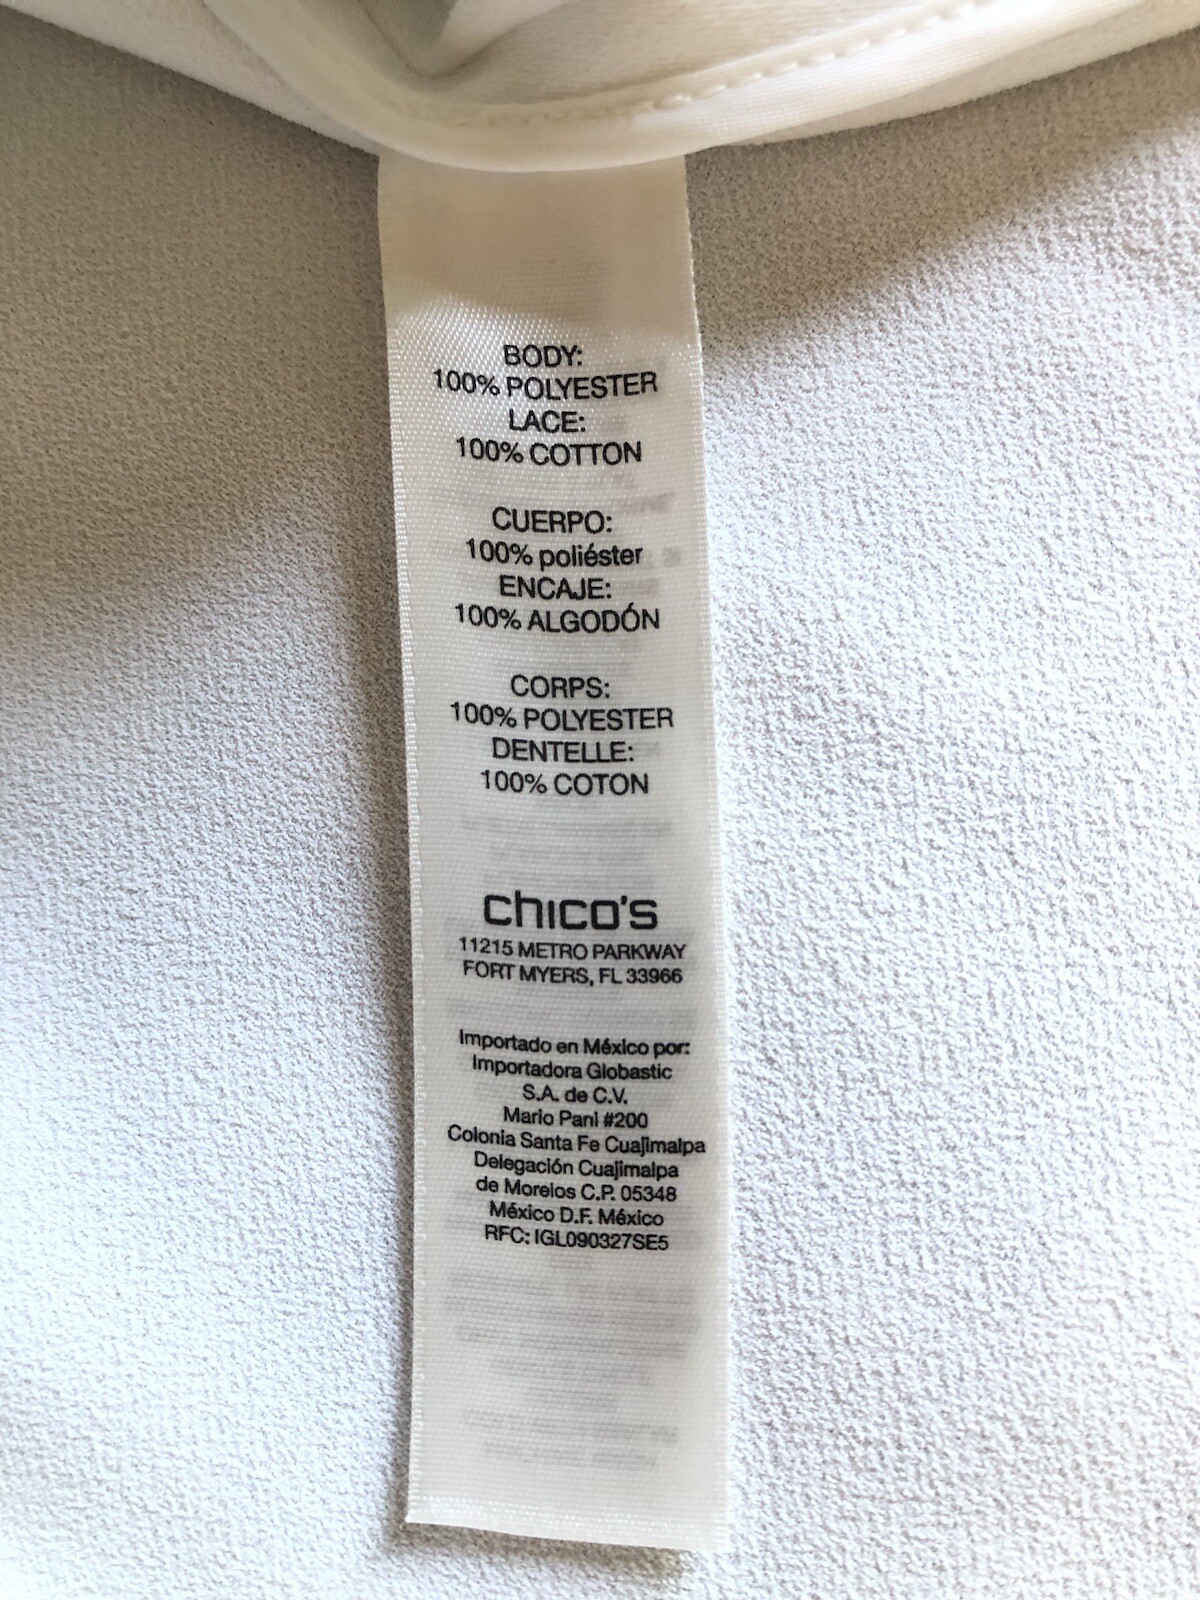 BODY:
100% POLYESTER
LACE:
100% COTTON
CUERPO:
100% poliéster
ENCAJE:
100% ALGODÓN
CORPS:
100% POLYESTER
DENTELLE:
100% COTON
chico's
11215 METRO PARKWAY
FORT MYERS, FL 33966
Importado en México por:
Importadora Globastic
S.A. de C.V.
Mario Pani #200
Colonia Santa Fe Cuajimalpa
Delegación Cuajimalpa
de Morelos C.P. 05348
México D.F. México
RFC: IGL090327SE5